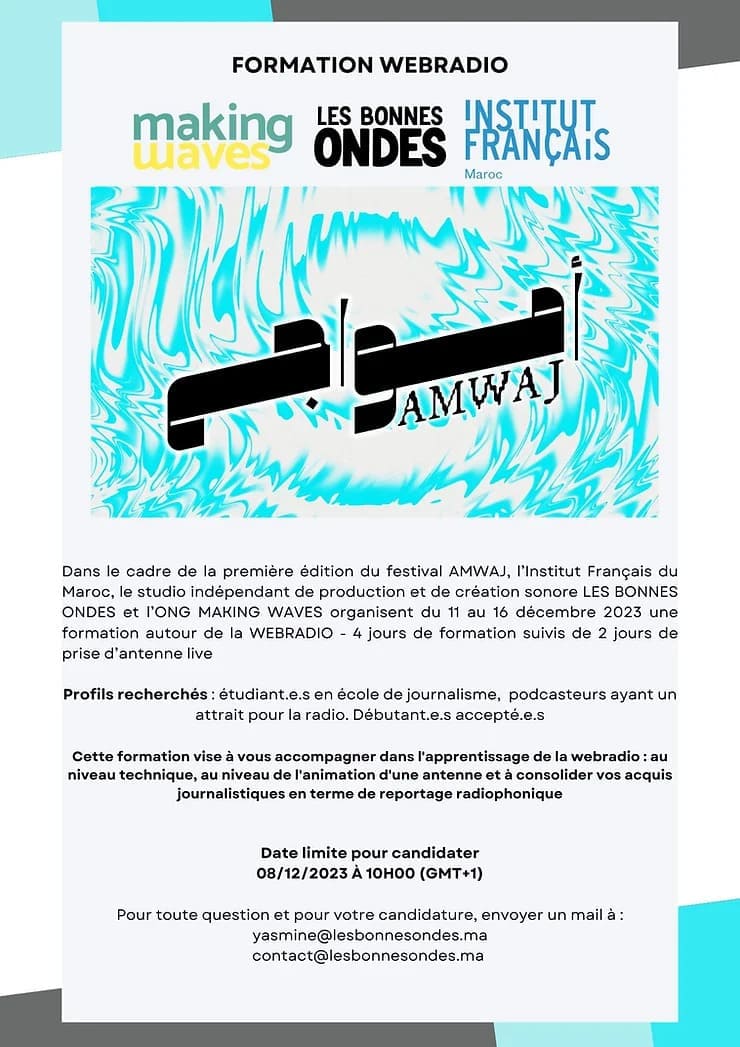 FORMATION WEBRADIO
making
waves
LES BONNES
ONDES
INSTITUT
FRANÇAIS
Maroc
أمواج
AMWAJ
Dans le cadre de la première édition du festival AMWAJ, l'Institut Français du
Maroc, le studio indépendant de production et de création sonore LES BONNES
ONDES et l'ONG MAKING WAVES organisent du 11 au 16 décembre 2023 une
formation autour de la WEBRADIO - 4 jours de formation suivis de 2 jours de
prise d'antenne live
Profils recherchés : étudiant.e.s en école de journalisme, podcasteurs ayant un
attrait pour la radio. Débutant.e.s accepté.e.s
Cette formation vise à vous accompagner dans l'apprentissage de la webradio : au
niveau technique, au niveau de l'animation d'une antenne et à consolider vos acquis
journalistiques en terme de reportage radiophonique
Date limite pour candidater
08/12/2023 À 10H00 (GMT+1)
Pour toute question et pour votre candidature, envoyer un mail à :
yasmine@lesbonnesondes.ma
contact@lesbonnesondes.ma